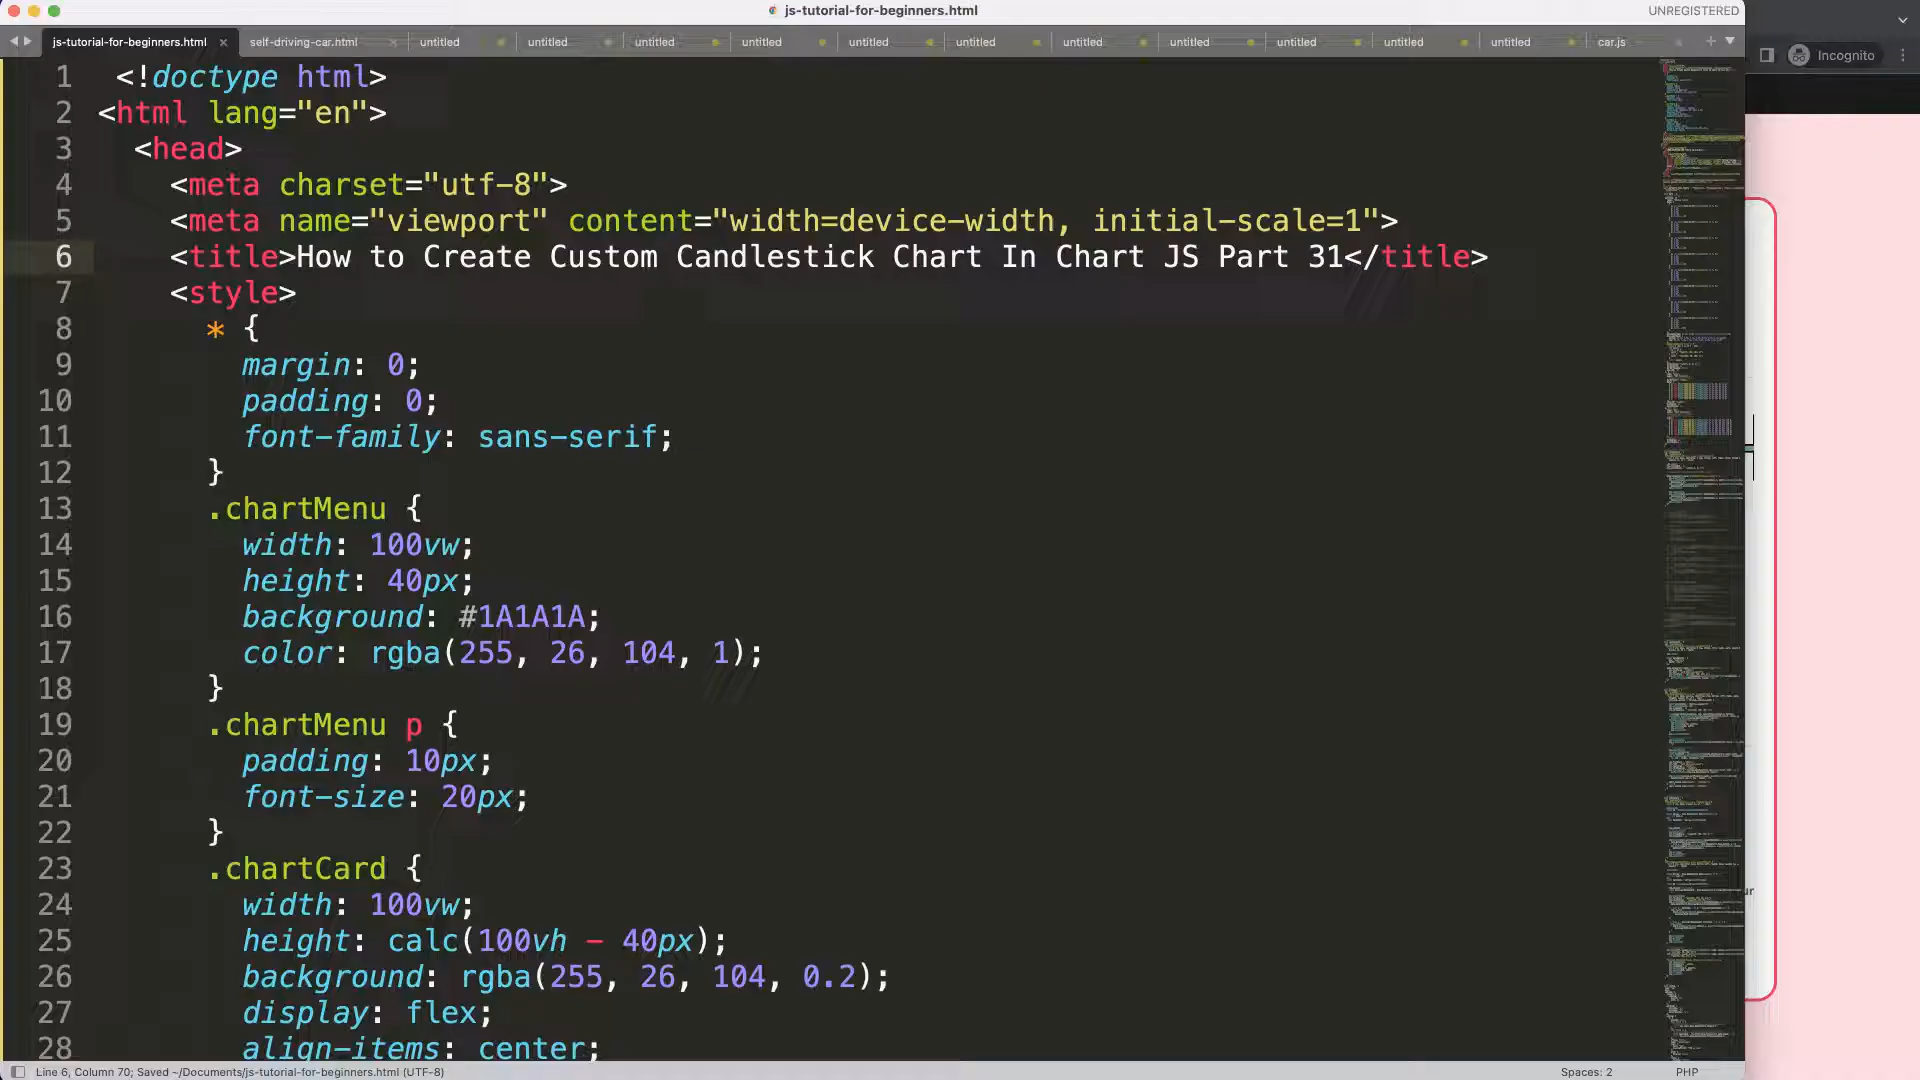 js-tutorial-for-beginners.html
UNREGISTERED
js-tutorial-for-beginners.html × self-driving-car.html × untitled untitled untitled untitled untitled untitled untitled untitled untitled untitled untitled car.js +
Incognito
1 <!doctype html>
2 <html lang="en">
3 <head>
4 <meta charset="utf-8">
5 <meta name="viewport" content="width=device-width, initial-scale=1">
6 <title>How to Create Custom Candlestick Chart In Chart JS Part 31</title>
7 <style>
8 * {
9 margin: 0;
10 padding: 0;
11 font-family: sans-serif;
12 }
13 .chartMenu {
14 width: 100vw;
15 height: 40px;
16 background: #1A1A1A;
17 color: rgba(255, 26, 104, 1);
18 }
19 .chartMenu p {
20 padding: 10px;
21 font-size: 20px;
22 }
23 .chartCard {
24 width: 100vw;
25 height: calc(100vh - 40px);
26 background: rgba(255, 26, 104, 0.2);
27 display: flex;
28 align-items: center;
Line 6, Column 70; Saved ~/Documents/js-tutorial-for-beginners.html (UTF-8)
Spaces: 2
PHP